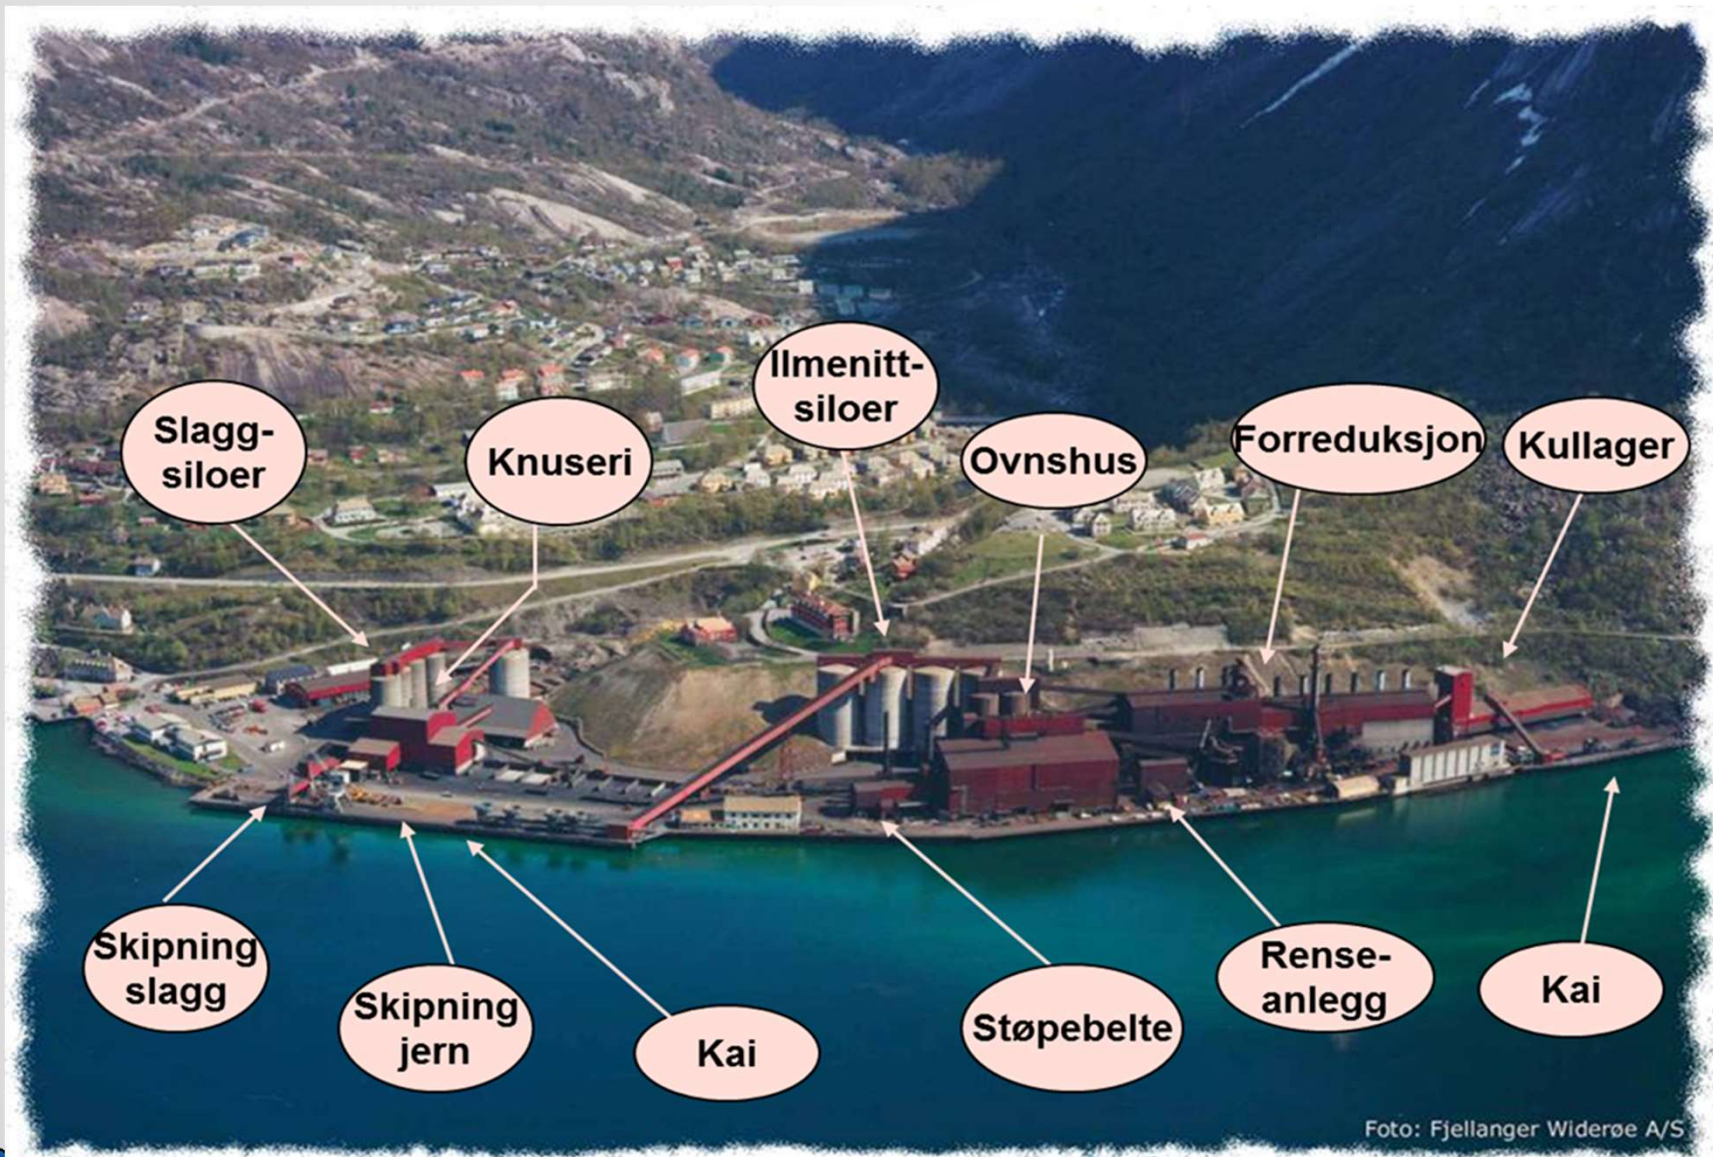 Ilmenitt-
siloer
Slagg-
siloer
Knuseri
Ovnshus
Forreduksjon
Kullager
Skipning
slagg
Skipning
jern
Kai
Støpebelte
Rense-
anlegg
Kai
Foto: Fjellanger Widerøe A/S